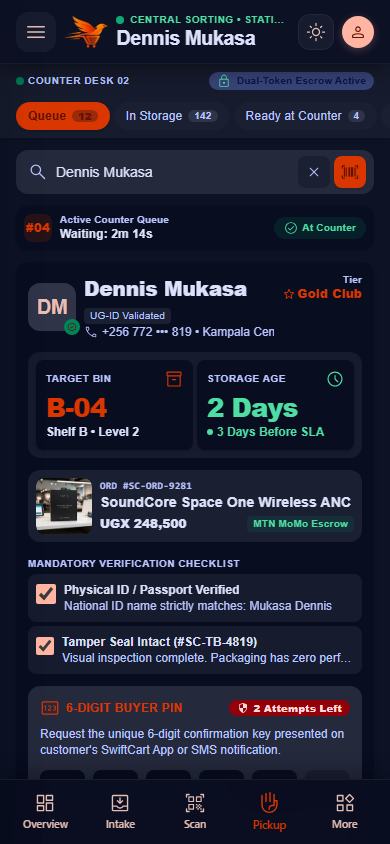 CENTRAL SORTING • STATI...
Dennis Mukasa
COUNTER DESK 02
Dual-Token Escrow Active
Queue 12
In Storage 142
Ready at Counter 4
Dennis Mukasa
#04
Active Counter Queue
Waiting: 2m 14s
At Counter
DM
Dennis Mukasa
UG-ID Validated
+256 772 ••• 819 • Kampala Cen
Tier
Gold Club
TARGET BIN
B-04
Shelf B • Level 2
STORAGE AGE
2 Days
3 Days Before SLA
ORD #SC-ORD-9281
SoundCore Space One Wireless ANC
UGX 248,500
MTN MoMo Escrow
MANDATORY VERIFICATION CHECKLIST
Physical ID / Passport Verified
National ID name strictly matches: Mukasa Dennis
Tamper Seal Intact (#SC-TB-4819)
Visual inspection complete. Packaging has zero perf...
123
6-DIGIT BUYER PIN
2 Attempts Left
Request the unique 6-digit confirmation key presented on
customer's SwiftCart App or SMS notification.
Overview
Intake
Scan
Pickup
More